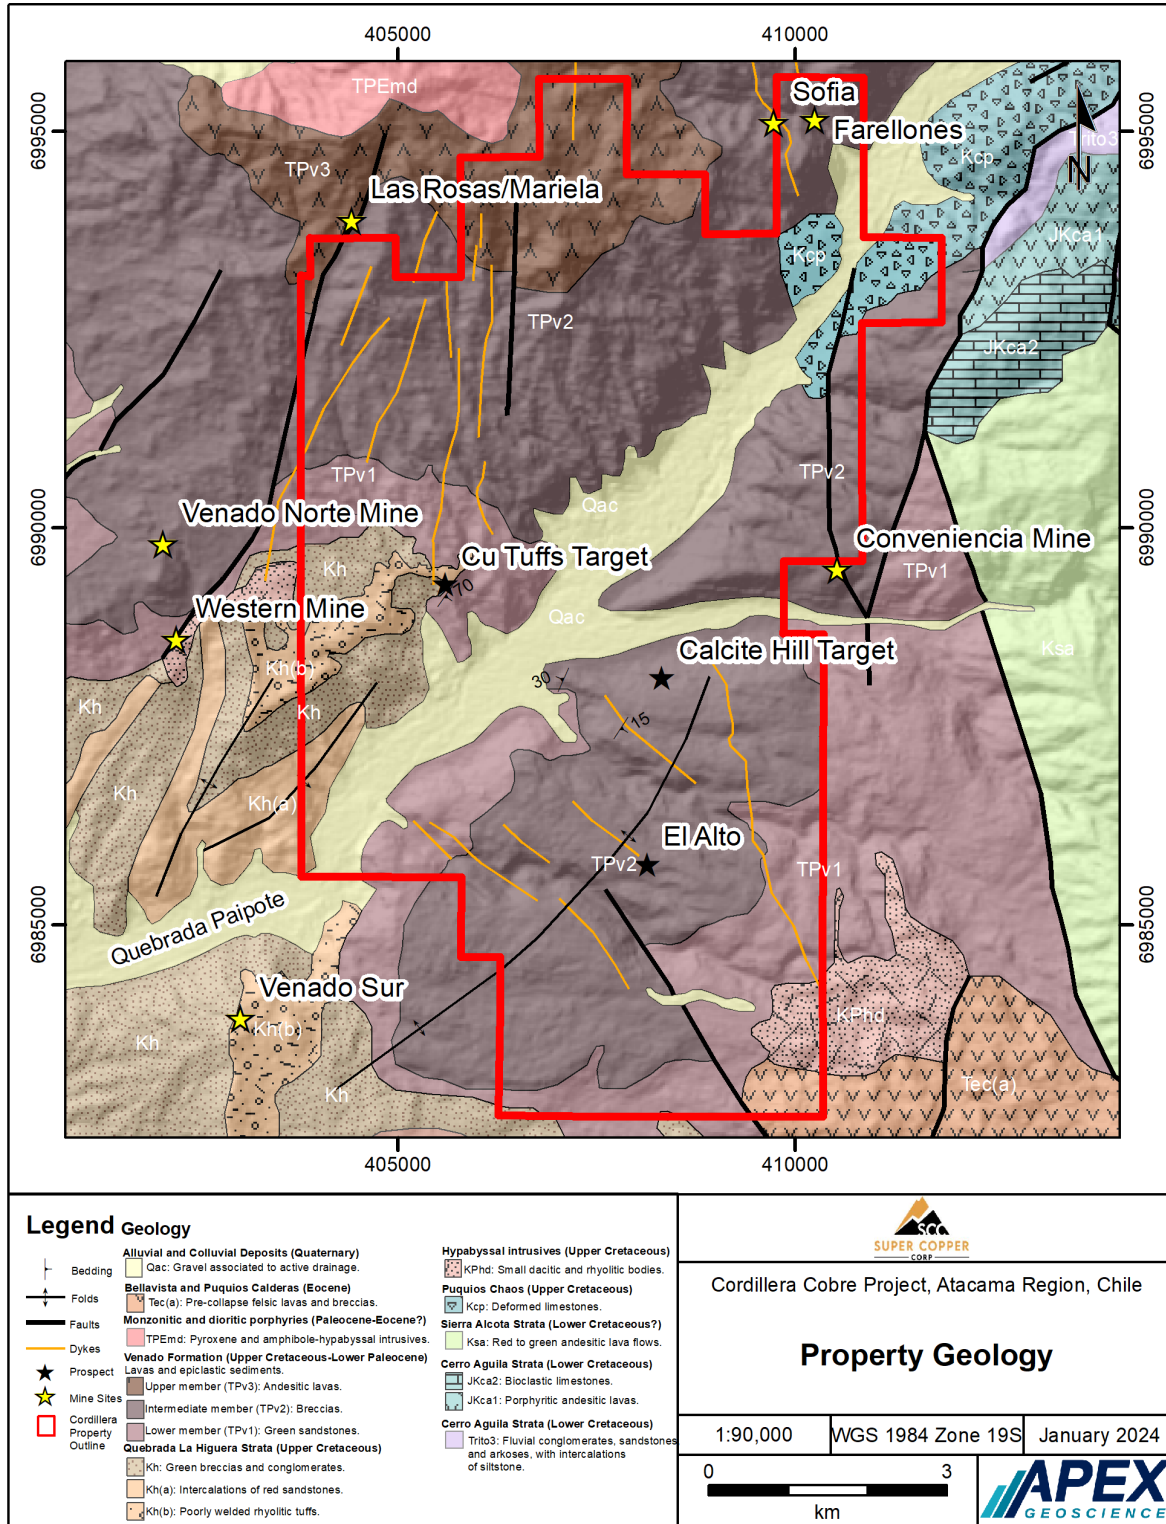 405000
410000
6995000
6995000
TPEmd
Sofia
Farellones
Kcp
Trito3
N
TPv3
Las Rosas/Mariela
JKca1
Kcp
TPv2
JKca2
TPv1
TPv2
Qac
Venado Norte Mine
6990000
6990000
Conveniencia Mine
Cu Tuffs Target
Kh
TPv1
70
Western Mine
Qac
Kh(b)
Ksa
Calcite Hill Target
30
Kh
Kh
15
Kh
Kh(a)
El Alto
TPv2
TPv1
Quebrada Paipote
6985000
6985000
Venado Sur
KPhd
Kh
Kh(b)
Tec(a)
Kh
405000
410000
Legend
Bedding
Folds
Faults
Dykes
Prospect
Mine Sites
Cordillera
Property
Outline
Geology
Alluvial and Colluvial Deposits (Quaternary)
Qac: Gravel associated to active drainage.
Bellavista and Puquios Calderas (Eocene)
Tec(a): Pre-collapse felsic lavas and breccias.
Monzonitic and dioritic porphyries (Paleocene-Eocene?)
TPEmd: Pyroxene and amphibole-hypabyssal intrusives.
Venado Formation (Upper Cretaceous-Lower Paleocene)
Lavas and epiclastic sediments.
Upper member (TPv3): Andesitic lavas.
Intermediate member (TPv2): Breccias.
Lower member (TPv1): Green sandstones.
Quebrada La Higuera Strata (Upper Cretaceous)
Kh: Green breccias and conglomerates.
Kh(a): Intercalations of red sandstones.
Kh(b): Poorly welded rhyolitic tuffs.
Hypabyssal intrusives (Upper Cretaceous)
KPhd: Small dacitic and rhyolitic bodies.
Puquios Chaos (Upper Cretaceous)
Kcp: Deformed limestones.
Sierra Alcota Strata (Lower Cretaceous?)
Ksa: Red to green andesitic lava flows.
Cerro Aguila Strata (Lower Cretaceous)
JKca2: Bioclastic limestones.
JKca1: Porphyritic andesitic lavas.
Cerro Aguila Strata (Lower Cretaceous)
Trito3: Fluvial conglomerates, sandstones
and arkoses, with intercalations
of siltstone.
SCC
SUPER COPPER
CORP
Cordillera Cobre Project, Atacama Region, Chile
Property Geology
1:90,000
WGS 1984 Zone 19S
January 2024
0
3
km
APEX
GEOSCIENCE